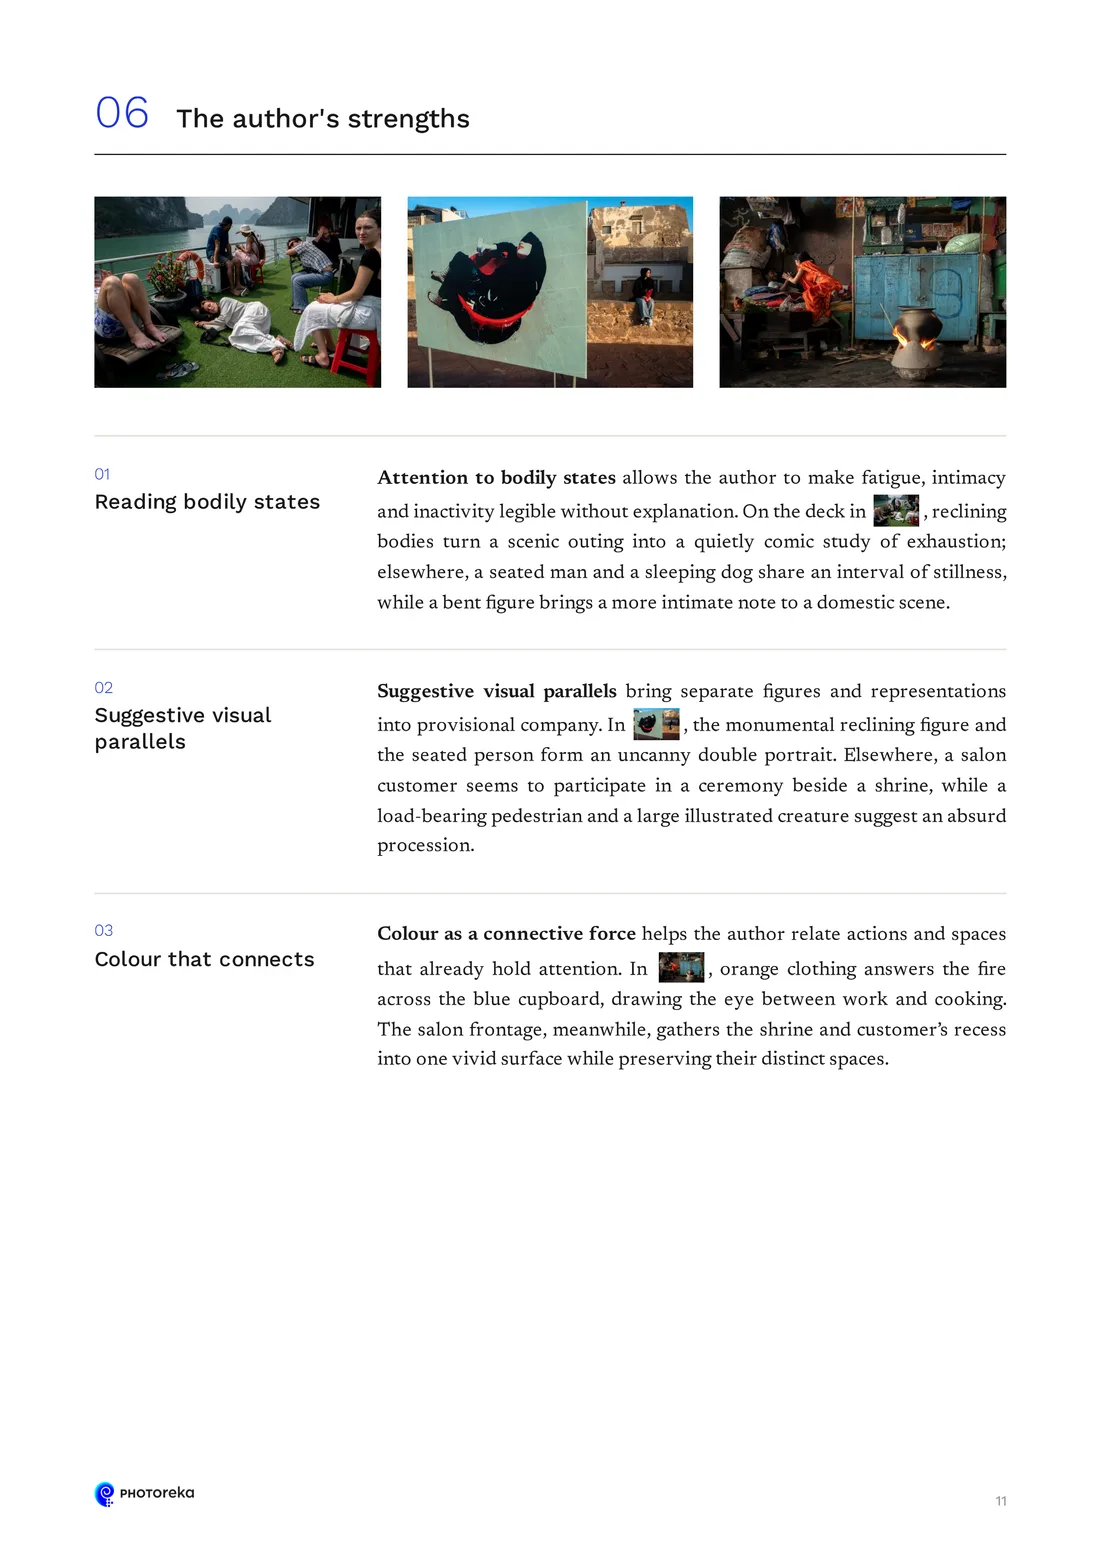 06 The author's strengths
01
Reading bodily states
Attention to bodily states allows the author to make fatigue, intimacy
and inactivity legible without explanation. On the deck in , reclining
bodies turn a scenic outing into a quietly comic study of exhaustion;
elsewhere, a seated man and a sleeping dog share an interval of stillness,
while a bent figure brings a more intimate note to a domestic scene.
02
Suggestive visual
parallels
Suggestive visual parallels bring separate figures and representations
into provisional company. In , the monumental reclining figure and
the seated person form an uncanny double portrait. Elsewhere, a salon
customer seems to participate in a ceremony beside a shrine, while a
load-bearing pedestrian and a large illustrated creature suggest an absurd
procession.
03
Colour that connects
Colour as a connective force helps the author relate actions and spaces
that already hold attention. In , orange clothing answers the fire
across the blue cupboard, drawing the eye between work and cooking.
The salon frontage, meanwhile, gathers the shrine and customer’s recess
into one vivid surface while preserving their distinct spaces.
PHOTOreka
11